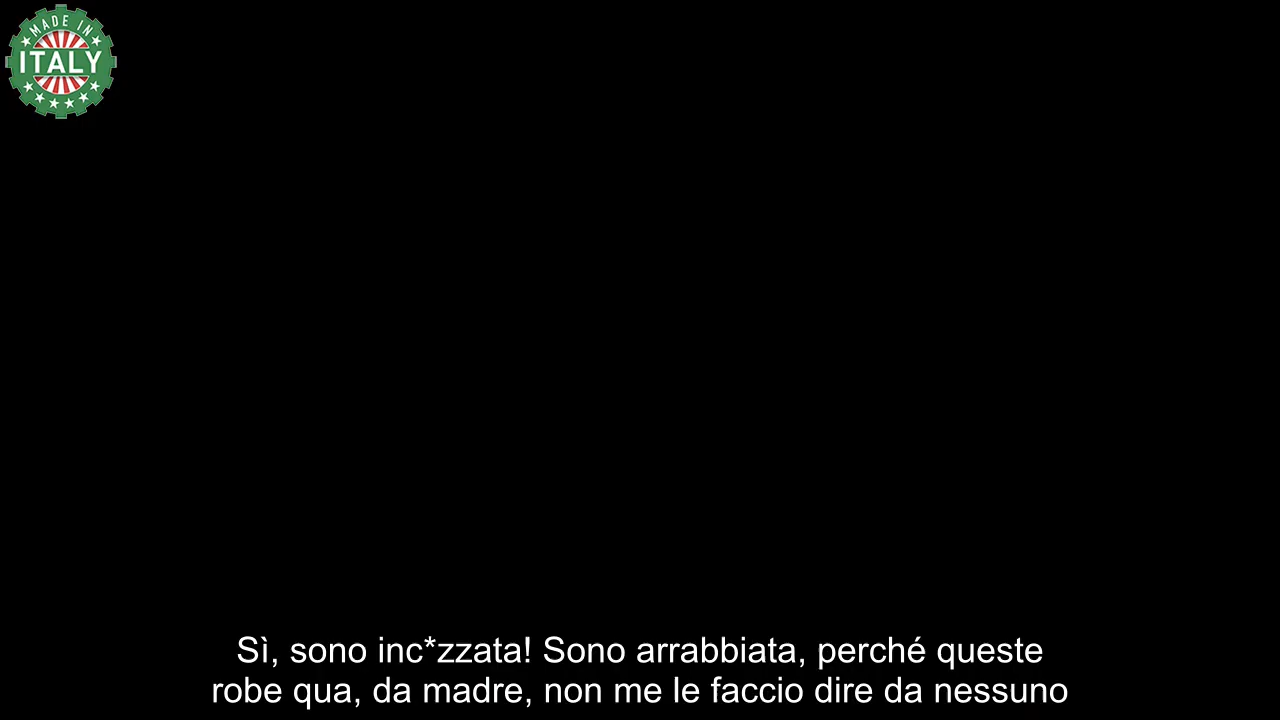 MADE IN
ITALY
Sì, sono inc*zzata! Sono arrabbiata, perché queste
robe qua, da madre, non me le faccio dire da nessuno